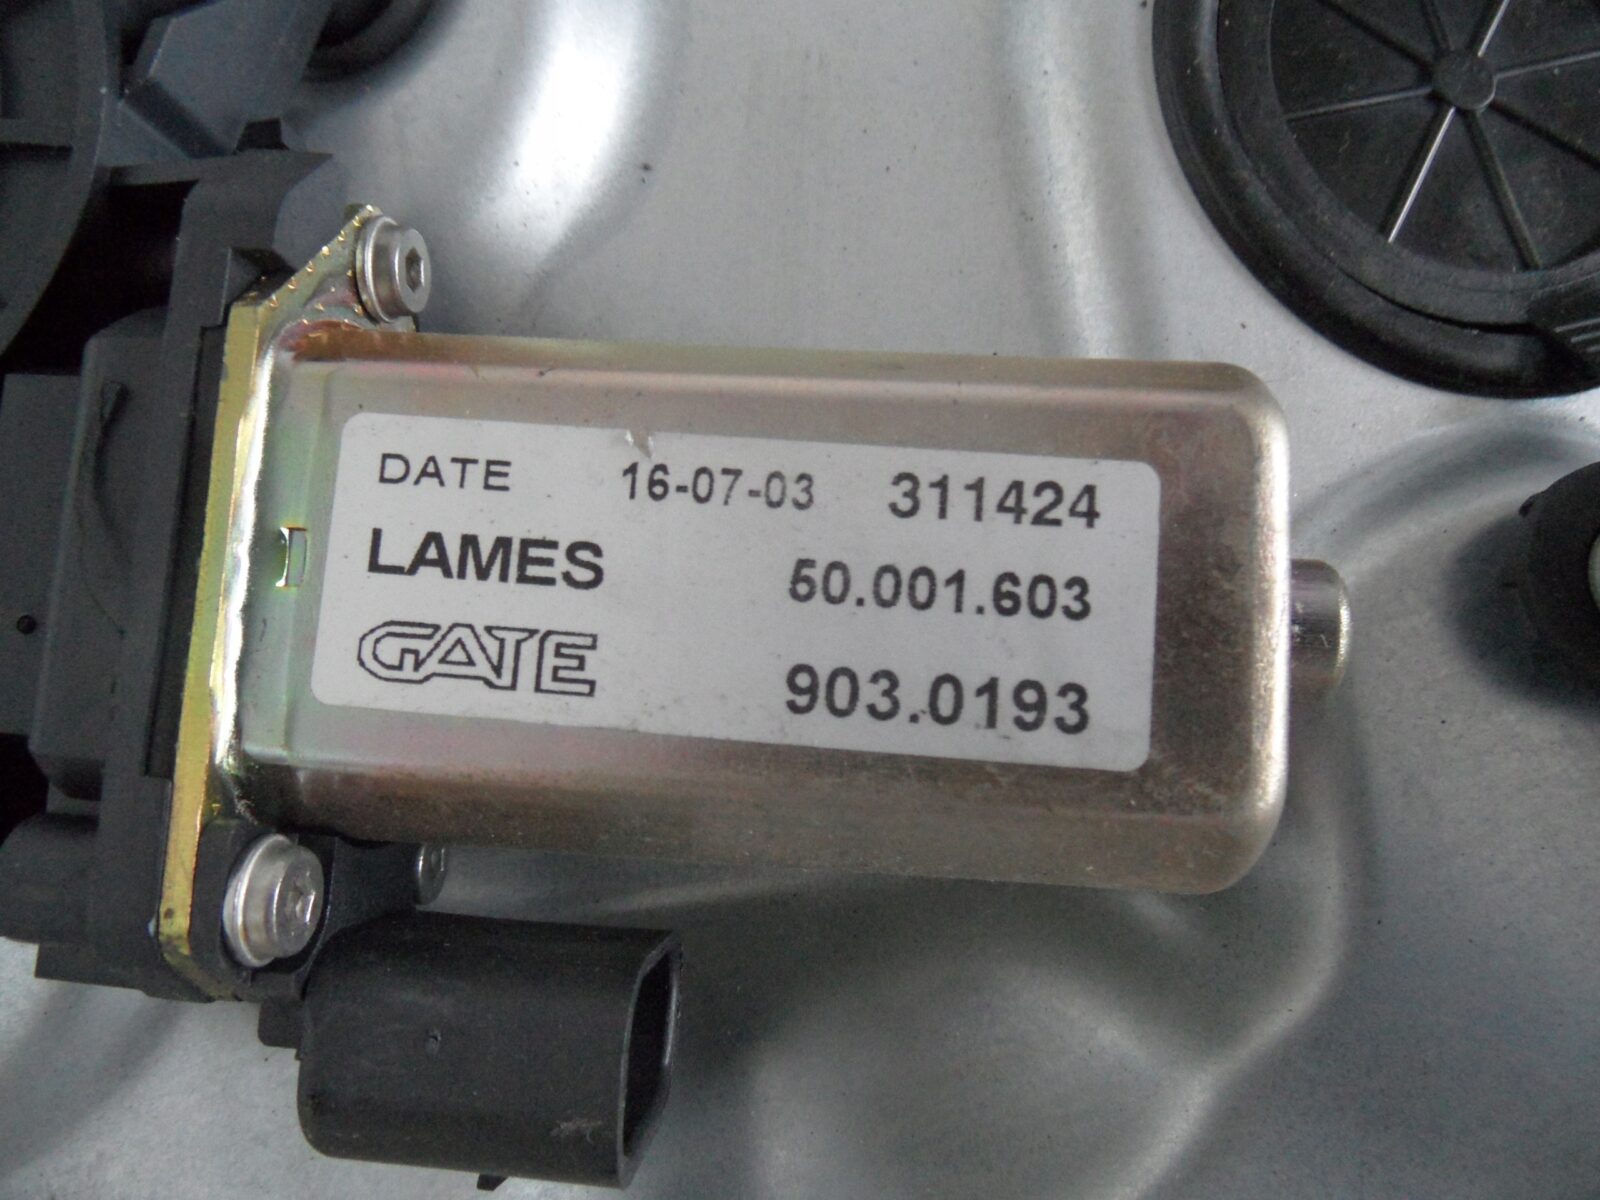 DATE 16-07-03 311424
LAMES 50.001.603
GATE 903.0193